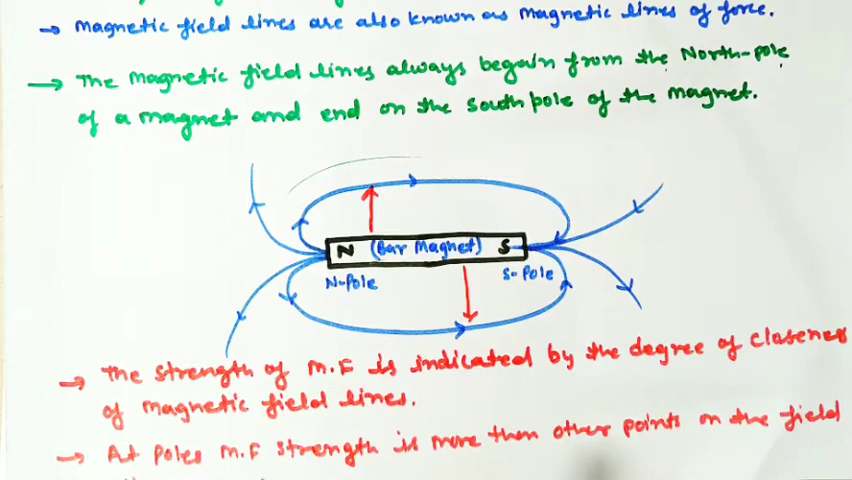 → Magnetic field lines are also known as magnetic lines of force.
→ The magnetic field lines always begain from the North-pole
of a magnet and end on the south pole of the magnet.
N (Bar Magnet) S
N-Pole
S-Pole
→ The strength of M.F is indicated by the degree of closenes
of magnetic field lines.
→ At poles M.F strength is more then other points on the field